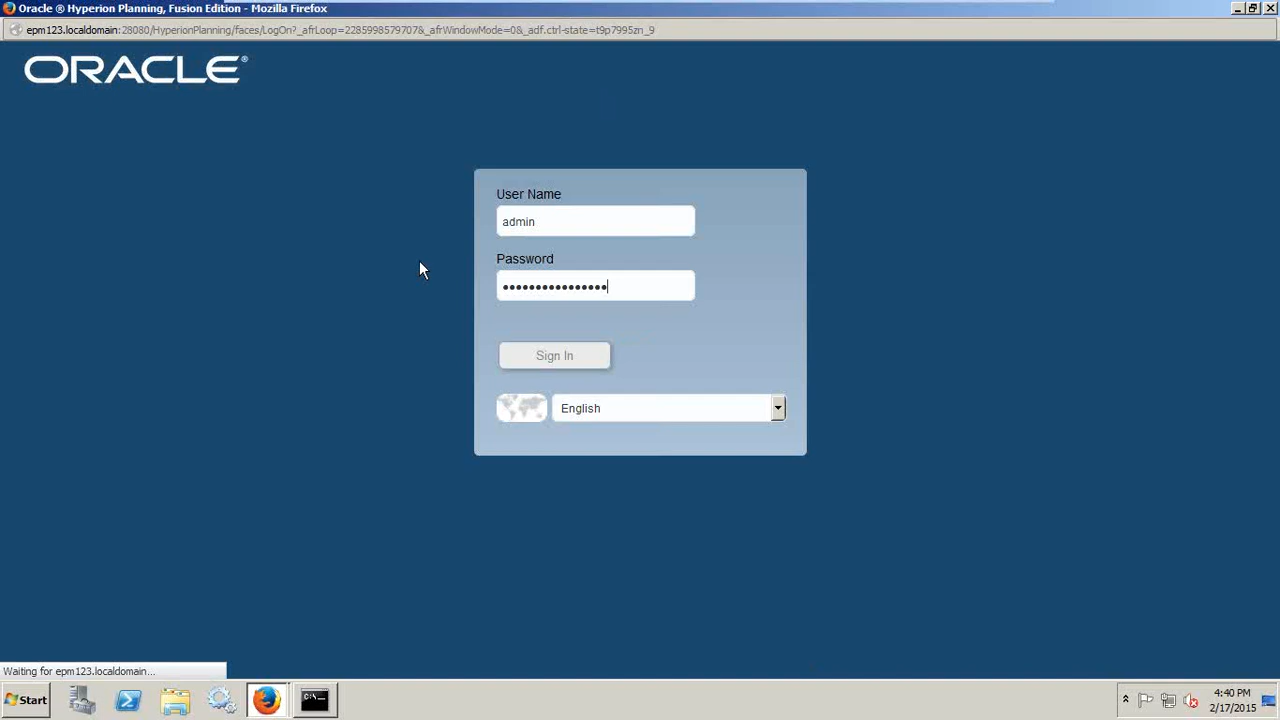 Oracle ® Hyperion Planning, Fusion Edition - Mozilla Firefox
epm123.localdomain:28080/HyperionPlanning/faces/LogOn?_afrLoop=22859985797​07&_afrWindowMode=0&_adf.ctrl-state=t9p7995zn_9
ORACLE®
User Name
admin
Password
••••••••••••••••
Sign In
English
Waiting for epm123.localdomain...
Start
C:\_
4:40 PM
2/17/2015